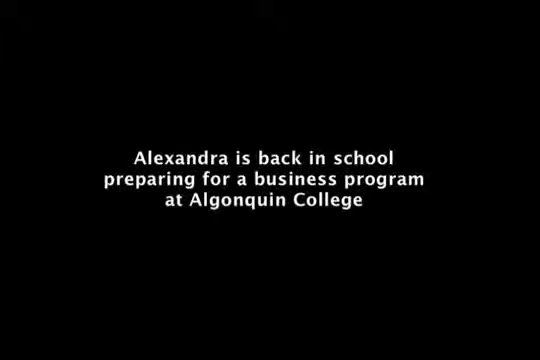 Alexandra is back in school
preparing for a business program
at Algonquin College